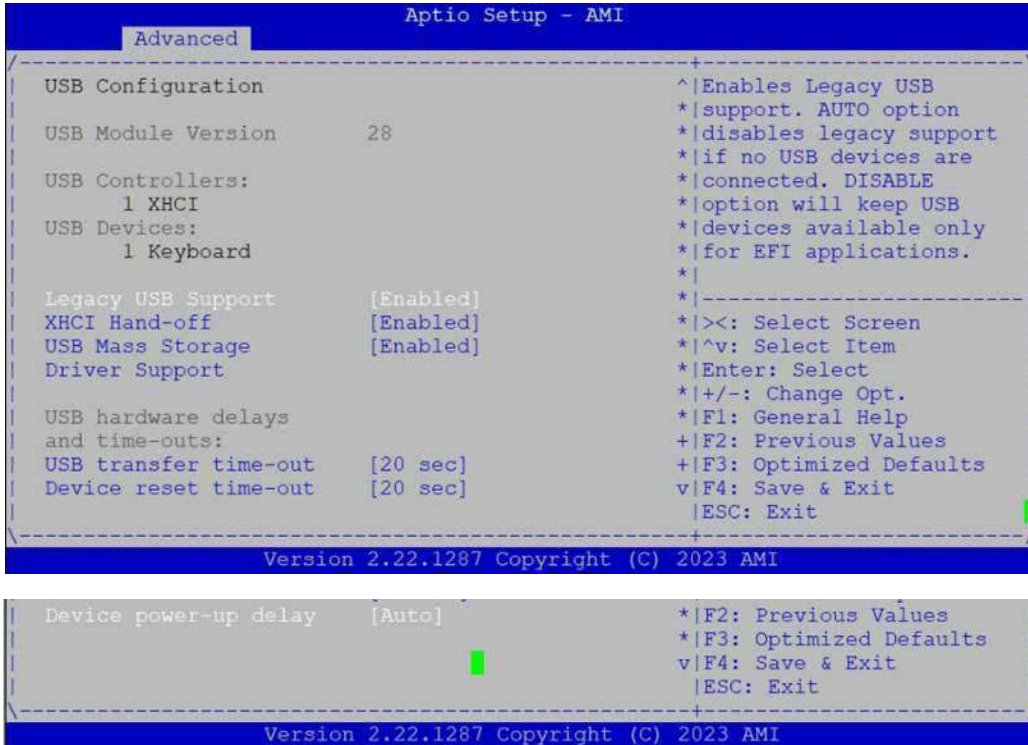 Aptio Setup - AMI
Advanced
/----------------------------------------------------+------------------------\
| USB Configuration ^|Enables Legacy USB
| *|support. AUTO option
| USB Module Version 28 *|disables legacy support
| *|if no USB devices are
| USB Controllers: *|connected. DISABLE
| 1 XHCI *|option will keep USB
| USB Devices: *|devices available only
| 1 Keyboard *|for EFI applications.
| *|
| Legacy USB Support [Enabled] *|------------------------
| XHCI Hand-off [Enabled] *|><: Select Screen
| USB Mass Storage [Enabled] *|^v: Select Item
| Driver Support *|Enter: Select
| *|+/-: Change Opt.
| USB hardware delays *|F1: General Help
| and time-outs: +|F2: Previous Values
| USB transfer time-out [20 sec] +|F3: Optimized Defaults
| Device reset time-out [20 sec] v|F4: Save & Exit
| |ESC: Exit
\----------------------------------------------------+------------------------/
Version 2.22.1287 Copyright (C) 2023 AMI
| Device power-up delay [Auto] *|F2: Previous Values
| *|F3: Optimized Defaults
| v|F4: Save & Exit
| |ESC: Exit
\----------------------------------------------------+------------------------
Version 2.22.1287 Copyright (C) 2023 AMI